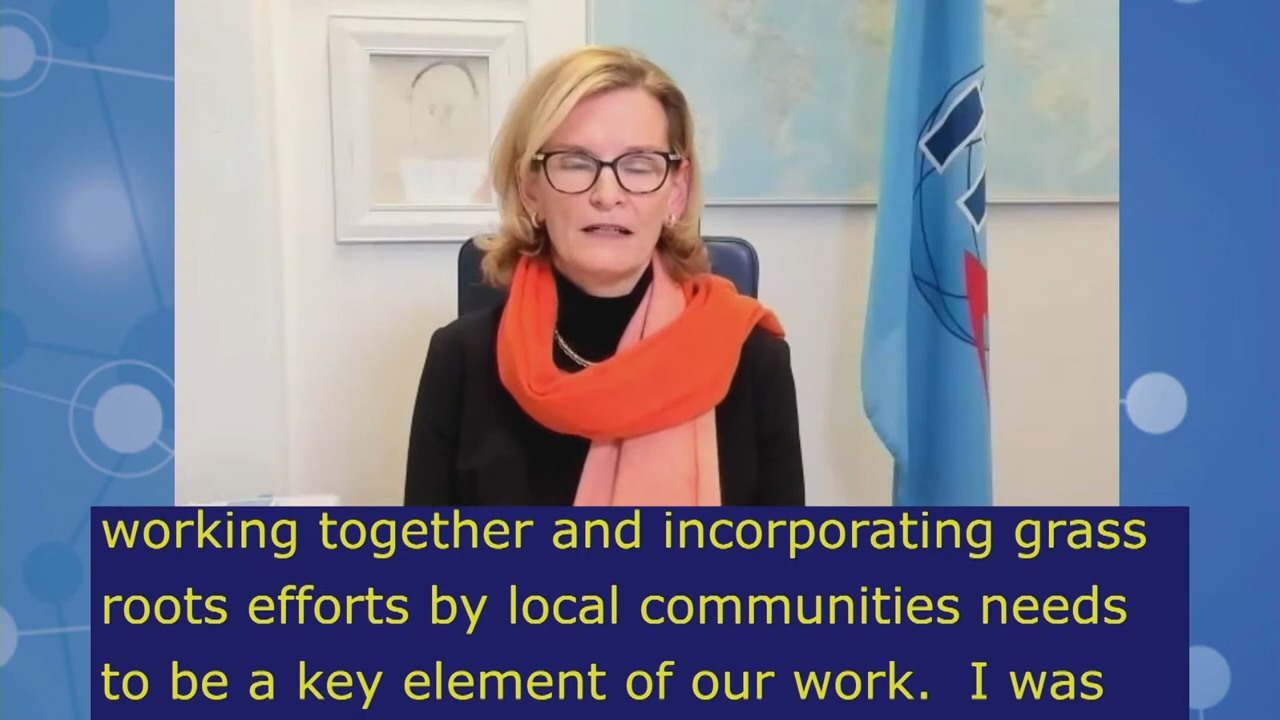 working together and incorporating grass
roots efforts by local communities needs
to be a key element of our work.  I was